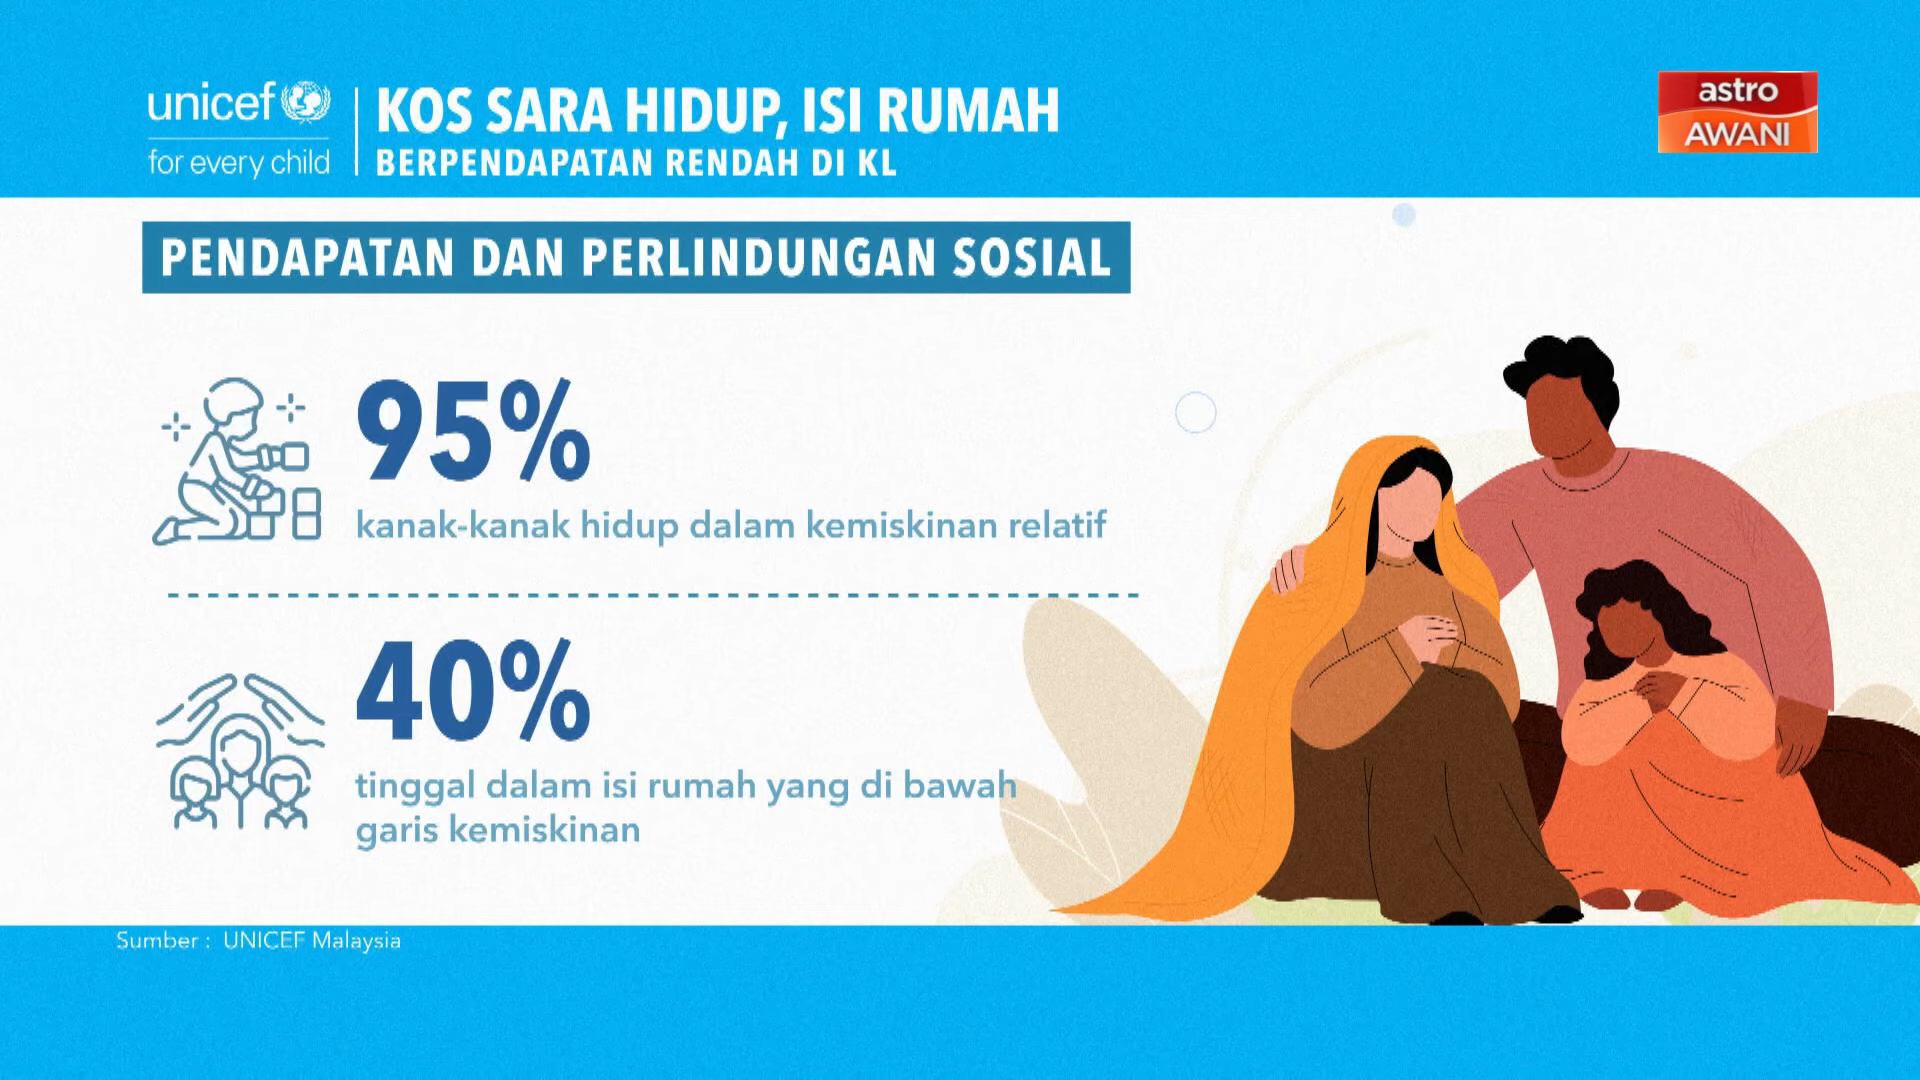 unicef
for every child
KOS SARA HIDUP, ISI RUMAH
BERPENDAPATAN RENDAH DI KL
astro
AWANI
PENDAPATAN DAN PERLINDUNGAN SOSIAL
95%
kanak-kanak hidup dalam kemiskinan relatif
40%
tinggal dalam isi rumah yang di bawah
garis kemiskinan
Sumber : UNICEF Malaysia